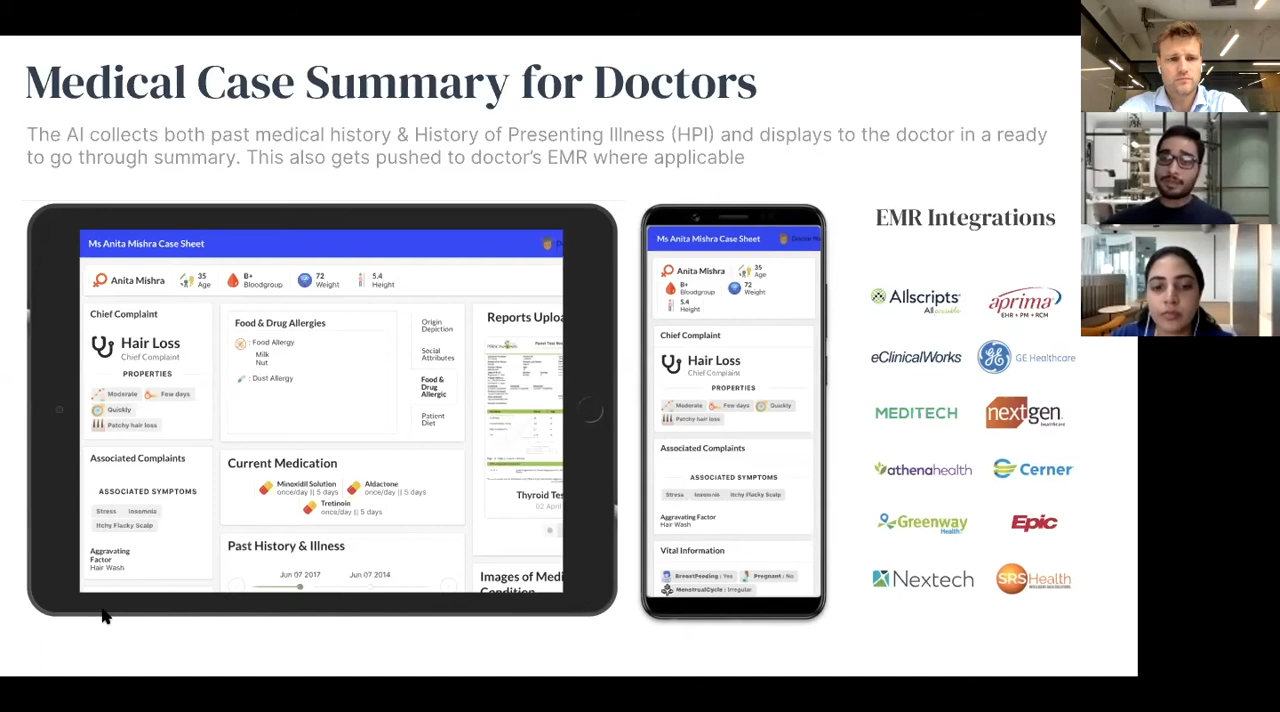 Medical Case Summary for Doctors
The AI collects both past medical history & History of Presenting Illness (HPI) and displays to the doctor in a ready
to go through summary. This also gets pushed to doctor's EMR where applicable
Ms Anita Mishra Case Sheet
Anita Mishra
35
Age
B+
Bloodgroup
72
Weight
5.4
Height
Chief Complaint
Hair Loss
Chief Complaint
PROPERTIES
Moderate
Few days
Quickly
Patchy hair loss
Associated Complaints
ASSOCIATED SYMPTOMS
Stress
Insomnia
Itchy Flacky Scalp
Aggravating
Factor
Hair Wash
Food & Drug Allergies
: Food Allergy
Milk
Nut
: Dust Allergy
Origin
Depiction
Social
Attributes
Food &
Drug
Allergic
Patient
Diet
Current Medication
Minoxidil Solution
once/day || 5 days
Aldactone
once/day || 5 days
Tretinoin
once/day || 5 days
Past History & Illness
Jun 07 2017
Jun 07 2014
Reports Uploa
Thyroid Tes
02 April
Images of Medi
Condition
Ms Anita Mishra Case Sheet
Doctor
Anita Mishra
35
Age
B+
Bloodgroup
72
Weight
5.4
Height
Chief Complaint
Hair Loss
Chief Complaint
PROPERTIES
Moderate
Few days
Quickly
Patchy hair loss
Associated Complaints
ASSOCIATED SYMPTOMS
Stress
Insomnia
Itchy Flacky Scalp
Aggravating Factor
Hair Wash
Vital Information
BreastFeeding : Yes
Pregnant : No
MenstrualCycle : Irregular
EMR Integrations
Allscripts
aprima
EHR + PM + RCM
eClinicalWorks
GE Healthcare
MEDITECH
nextgen
healthcare
athenahealth
Cerner
Greenway
Health
Epic
Nextech
SRSHealth